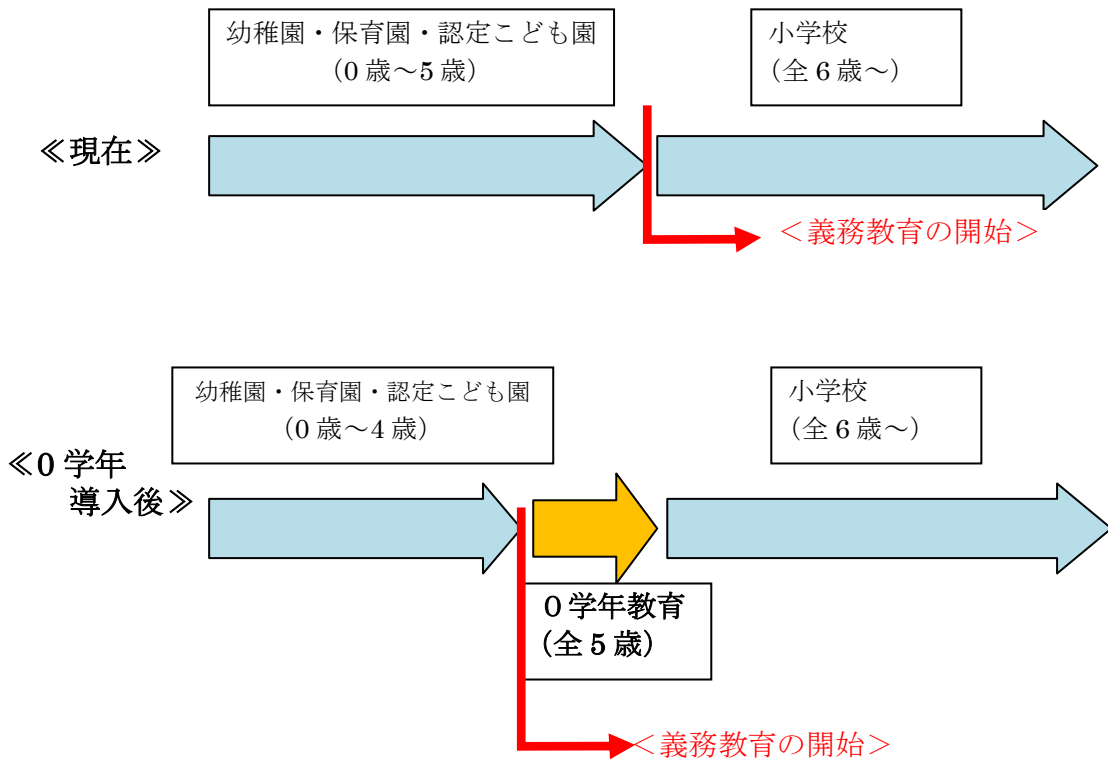 幼稚園・保育園・認定こども園
（0歳～5歳）
小学校
（全6歳～）
≪現在≫
＜義務教育の開始＞
幼稚園・保育園・認定こども園
（0歳～4歳）
小学校
（全6歳～）
≪0学年
導入後≫
0学年教育
（全5歳）
＜義務教育の開始＞